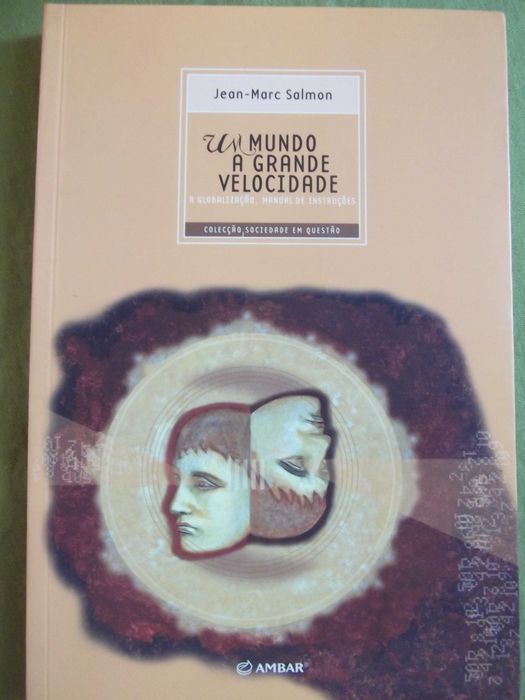 Jean-Marc Salmon
UM MUNDO
A GRANDE
VELOCIDADE
A GLOBALIZAÇÃO, MANUAL DE INSTRUÇÕES
COLECÇÃO SOCIEDADE EM QUESTÃO
AMBAR®